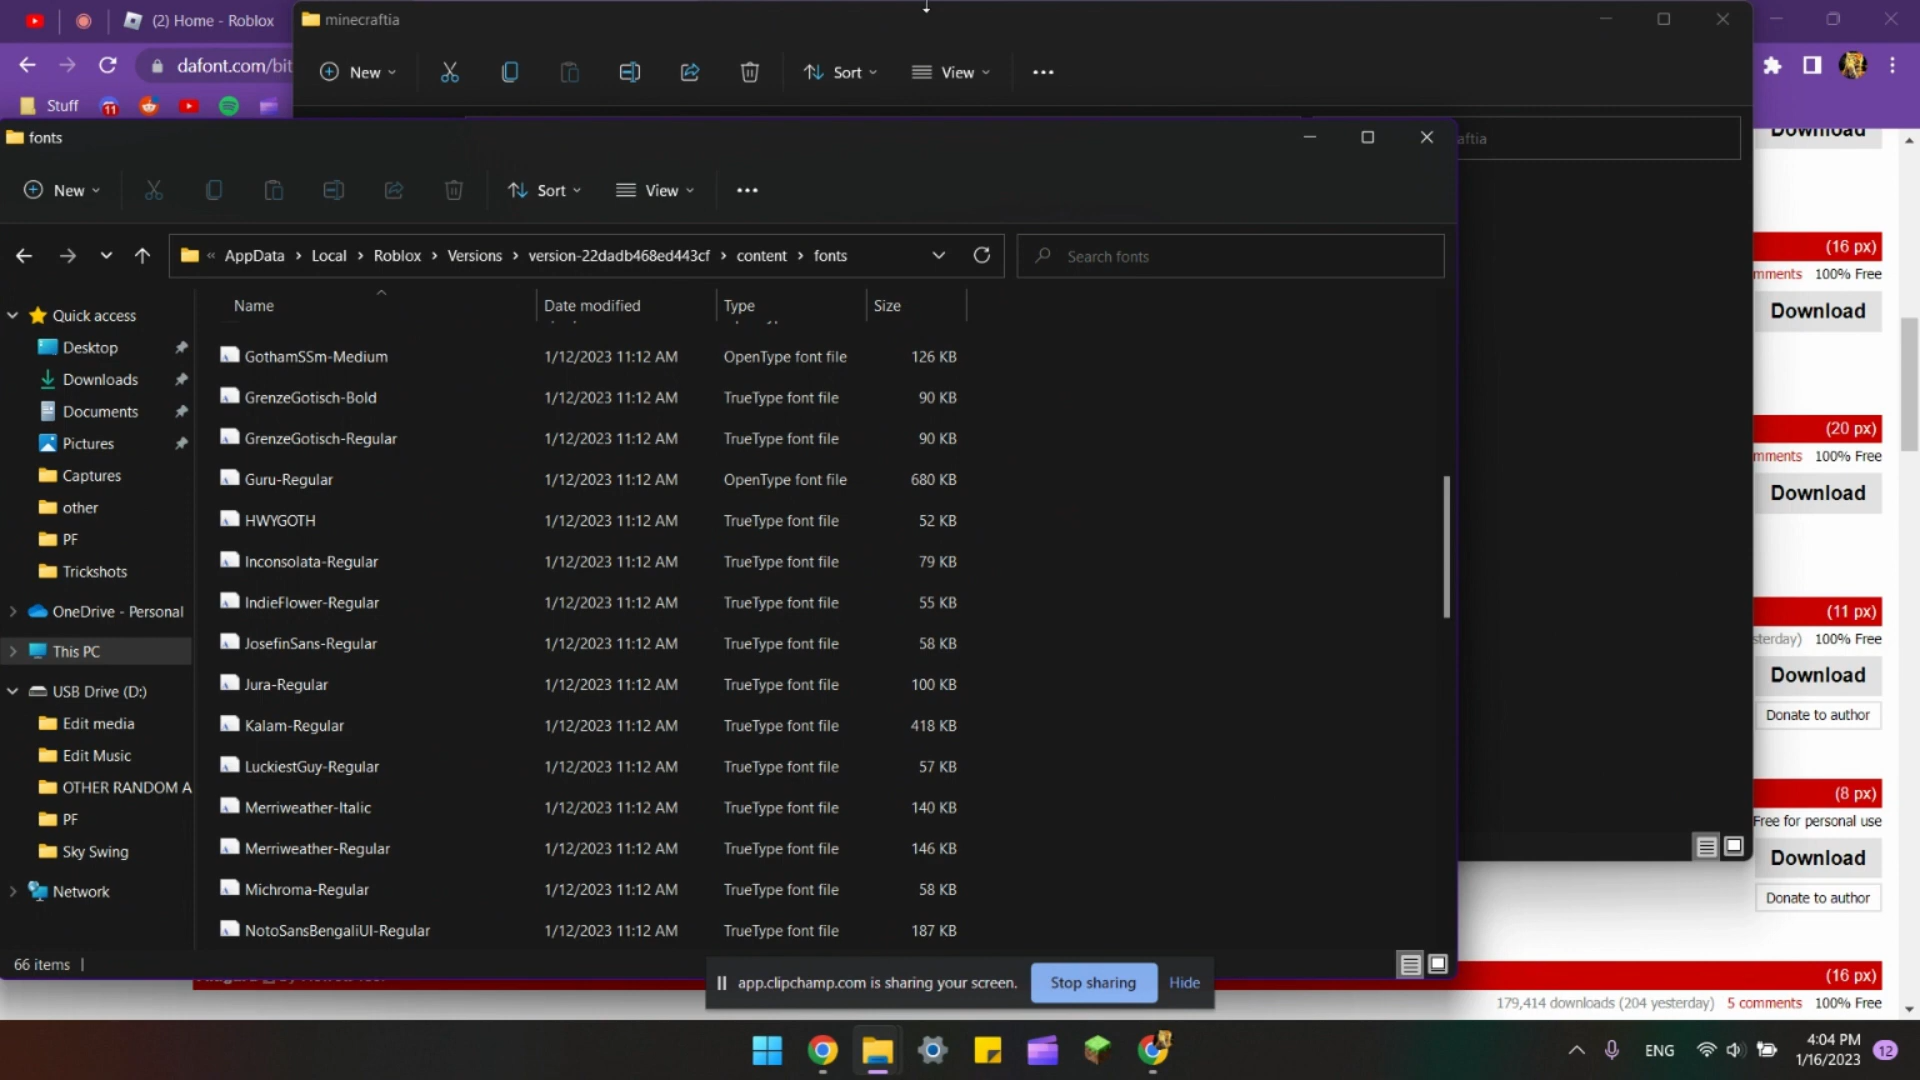 (2) Home - Roblox
minecraftia
dafont.com/bit
New
Sort
View
Stuff
11
fonts
aftia
Download
New
Sort
View
AppData
Local
Roblox
Versions
version-22dadb468ed443cf
content
fonts
Search fonts
(16 px)
mments 100% Free
Download
Name
Date modified
Type
Size
Quick access
Desktop
Downloads
Documents
Pictures
Captures
other
PF
Trickshots
OneDrive - Personal
This PC
USB Drive (D:)
Edit media
Edit Music
OTHER RANDOM A
PF
Sky Swing
Network
GothamSSm-Medium 1/12/2023 11:12 AM OpenType font file 126 KB
GrenzeGotisch-Bold 1/12/2023 11:12 AM TrueType font file 90 KB
GrenzeGotisch-Regular 1/12/2023 11:12 AM TrueType font file 90 KB
Guru-Regular 1/12/2023 11:12 AM OpenType font file 680 KB
HWYGOTH 1/12/2023 11:12 AM TrueType font file 52 KB
Inconsolata-Regular 1/12/2023 11:12 AM TrueType font file 79 KB
IndieFlower-Regular 1/12/2023 11:12 AM TrueType font file 55 KB
JosefinSans-Regular 1/12/2023 11:12 AM TrueType font file 58 KB
Jura-Regular 1/12/2023 11:12 AM TrueType font file 100 KB
Kalam-Regular 1/12/2023 11:12 AM TrueType font file 418 KB
LuckiestGuy-Regular 1/12/2023 11:12 AM TrueType font file 57 KB
Merriweather-Italic 1/12/2023 11:12 AM TrueType font file 140 KB
Merriweather-Regular 1/12/2023 11:12 AM TrueType font file 146 KB
Michroma-Regular 1/12/2023 11:12 AM TrueType font file 58 KB
NotoSansBengaliUI-Regular 1/12/2023 11:12 AM TrueType font file 187 KB
(20 px)
mments 100% Free
Download
(11 px)
sterday) 100% Free
Download
Donate to author
(8 px)
Free for personal use
Download
Donate to author
66 items
app.clipchamp.com is sharing your screen.
Stop sharing
Hide
(16 px)
179,414 downloads (204 yesterday) 5 comments 100% Free
ENG
4:04 PM
1/16/2023
12